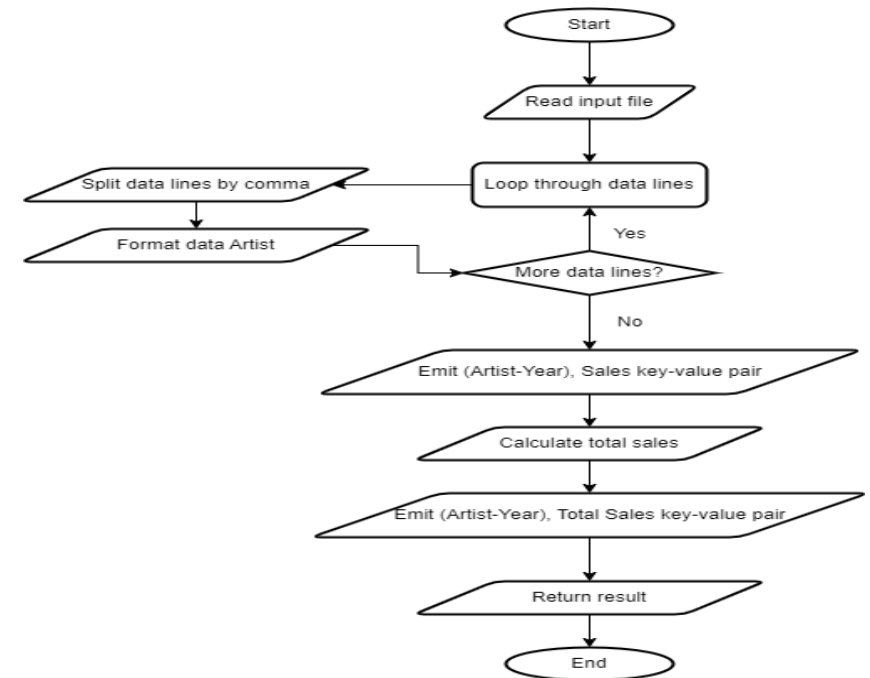 Start
Read input file
Loop through data lines
Split data lines by comma
Format data Artist
More data lines?
Yes
No
Emit (Artist-Year), Sales key-value pair
Calculate total sales
Emit (Artist-Year), Total Sales key-value pair
Return result
End